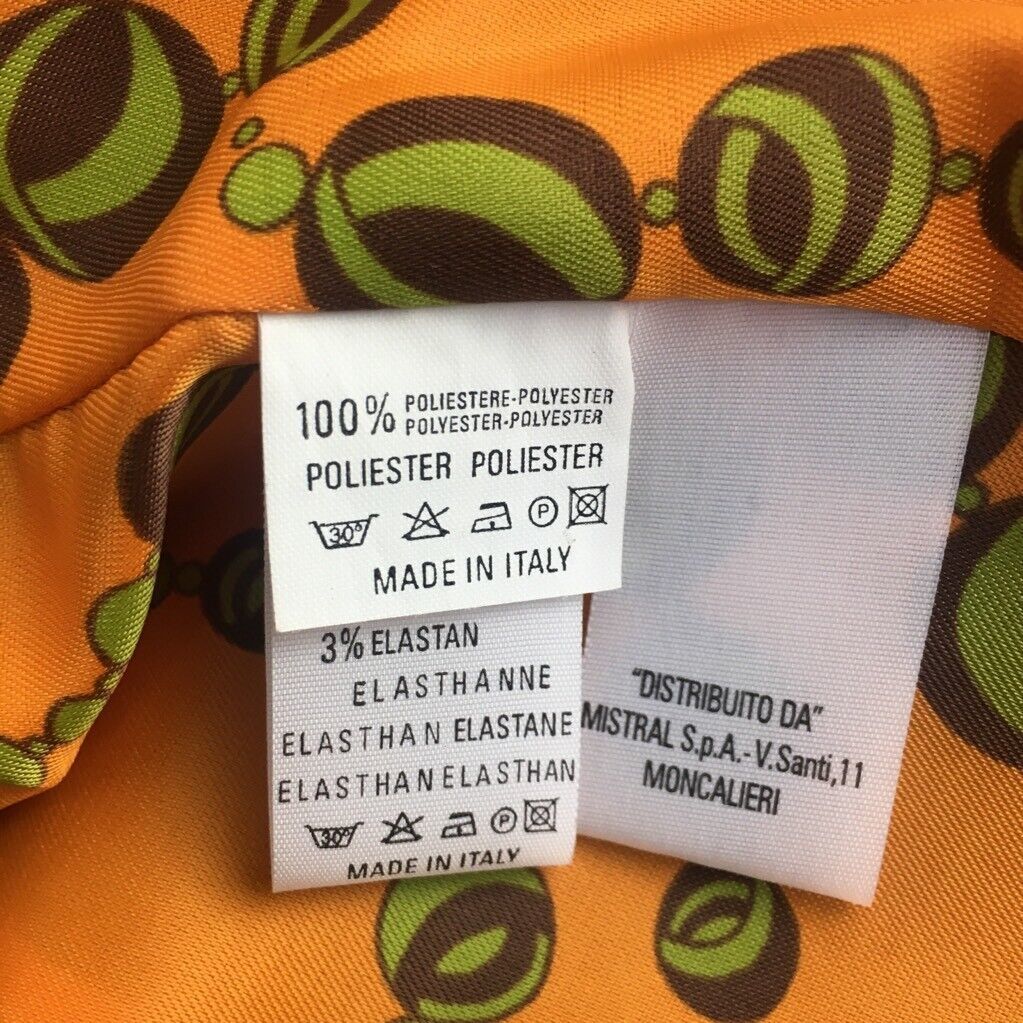 100% POLIESTERE-POLYESTER
POLYESTER-POLYESTER
POLIESTER POLIESTER
30° P
MADE IN ITALY
3% ELASTAN
ELASTHANNE
ELASTHAN ELASTANE
ELASTHAN ELASTHAN
30° P
MADE IN ITALY
"DISTRIBUITO DA"
MISTRAL S.p.A.-V.Santi,11
MONCALIERI